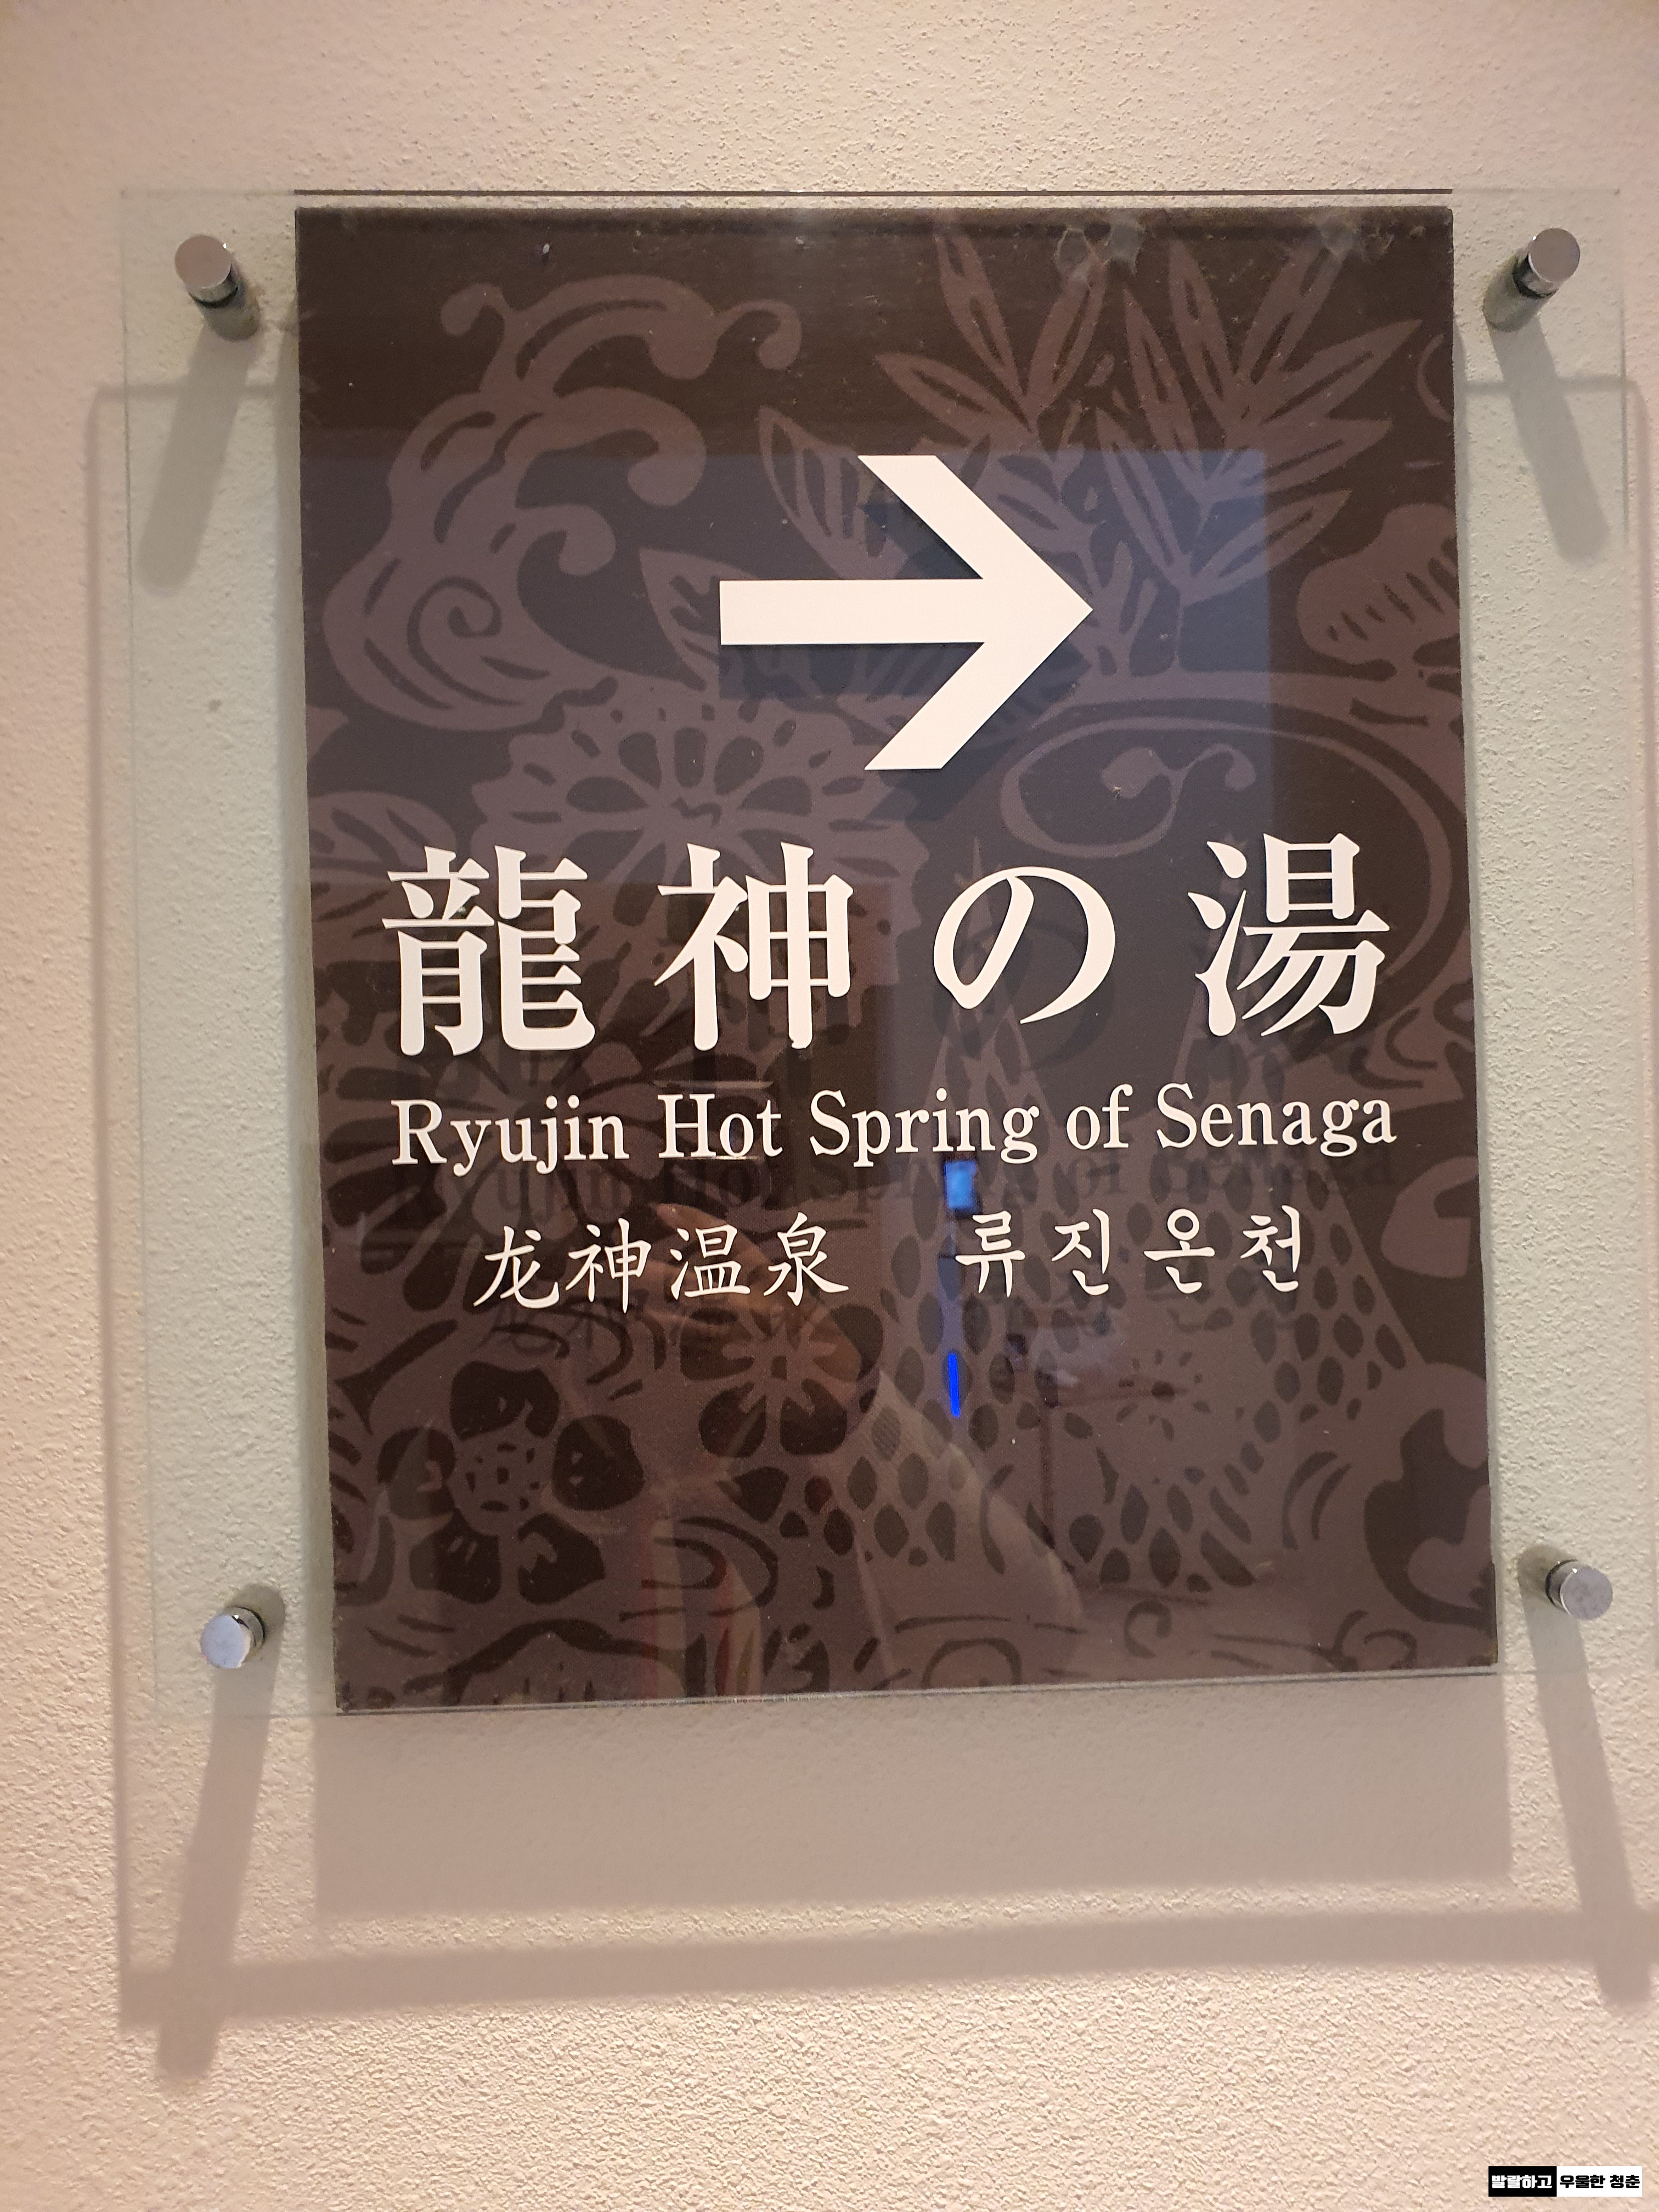 龍神の湯
Ryujin Hot Spring of Senaga
龙神温泉 류진온천
발랄하고 우울한 청춘